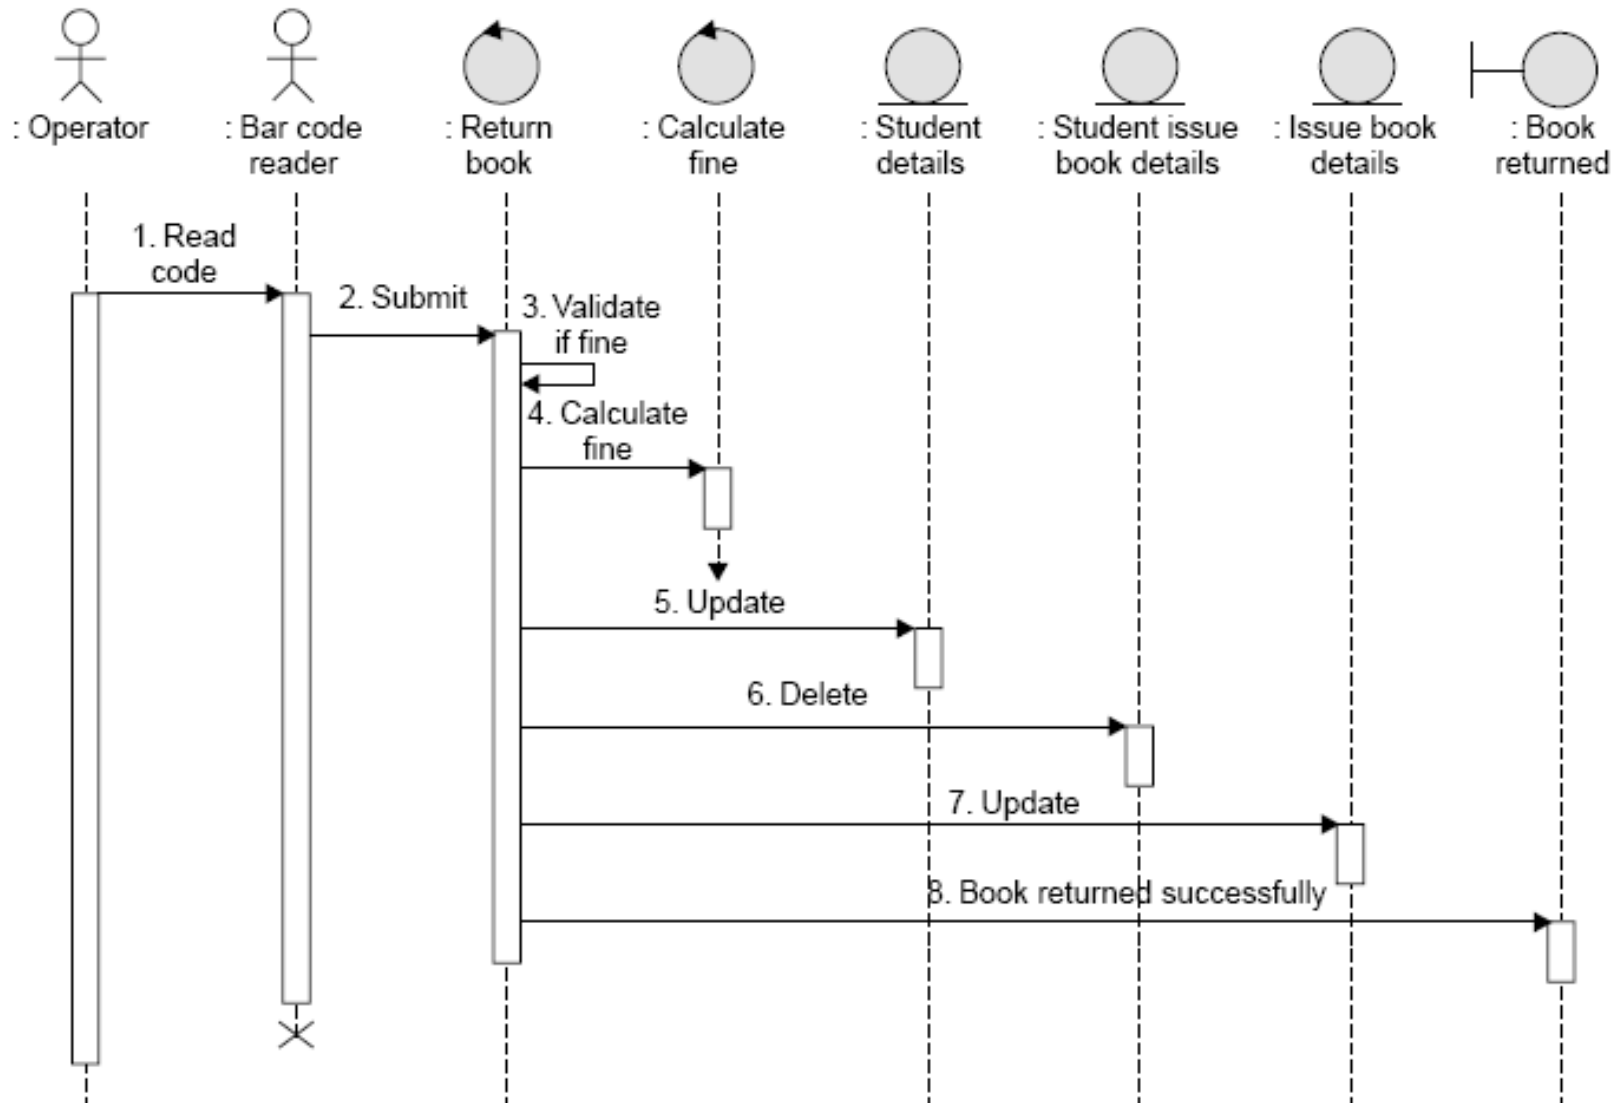 : Operator
: Bar code
reader
: Return
book
: Calculate
fine
: Student
details
: Student issue
book details
: Issue book
details
: Book
returned
1. Read
code
2. Submit
3. Validate
if fine
4. Calculate
fine
5. Update
6. Delete
7. Update
8. Book returned successfully